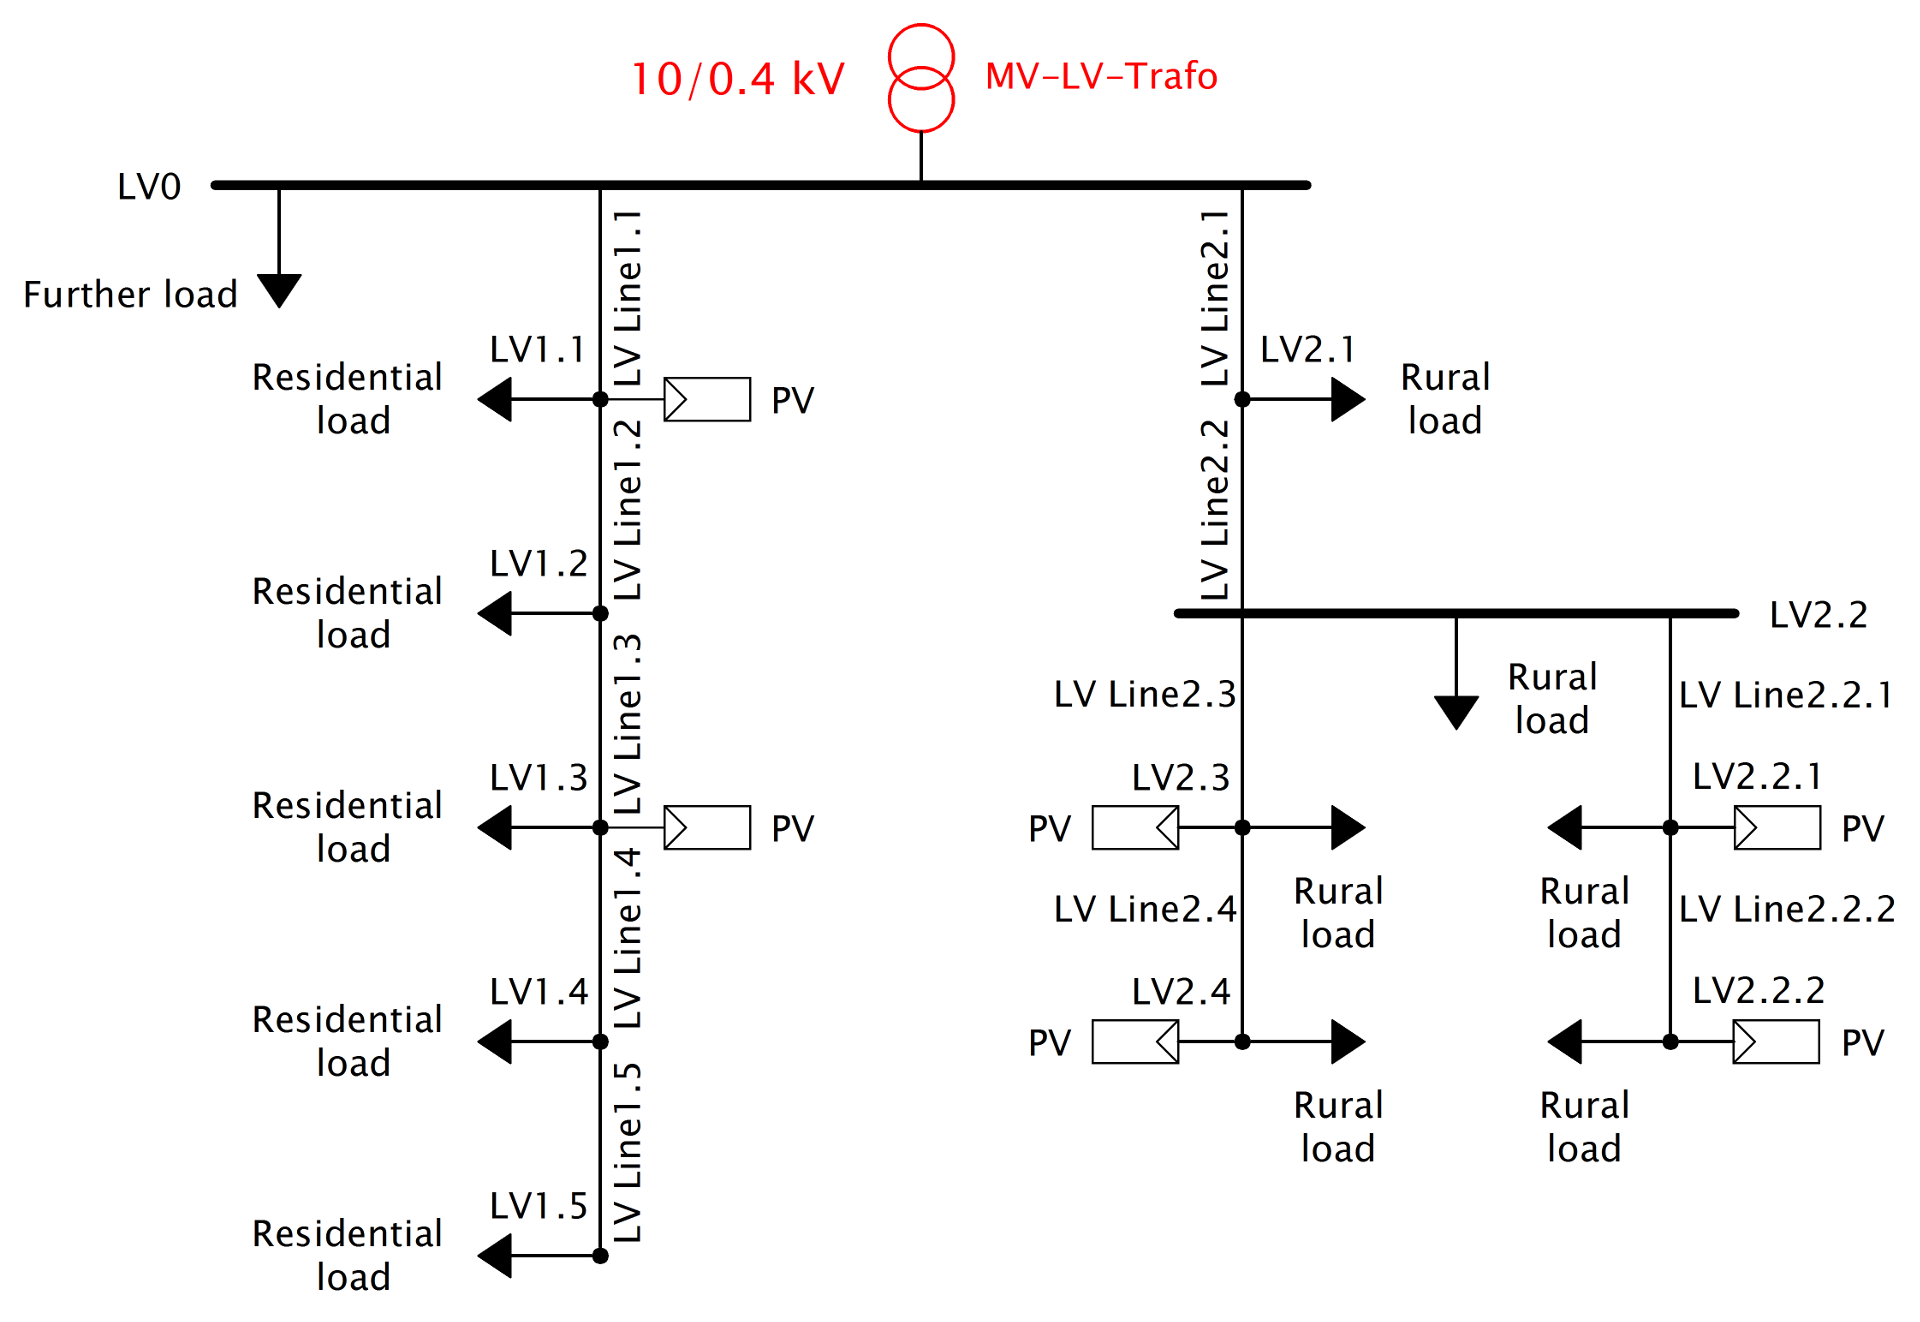 10/0.4 kV
MV-LV-Trafo
LV0
Further load
LV Line1.1
LV Line2.1
LV1.1
Residential
load
PV
LV2.1
Rural
load
LV Line1.2
LV Line2.2
LV1.2
Residential
load
LV2.2
LV Line1.3
LV Line2.3
Rural
load
LV Line2.2.1
LV1.3
Residential
load
PV
LV2.3
PV
Rural
load
LV2.2.1
PV
Rural
load
LV Line1.4
LV Line2.4
LV Line2.2.2
LV1.4
Residential
load
LV2.4
PV
Rural
load
LV2.2.2
PV
Rural
load
LV Line1.5
LV1.5
Residential
load